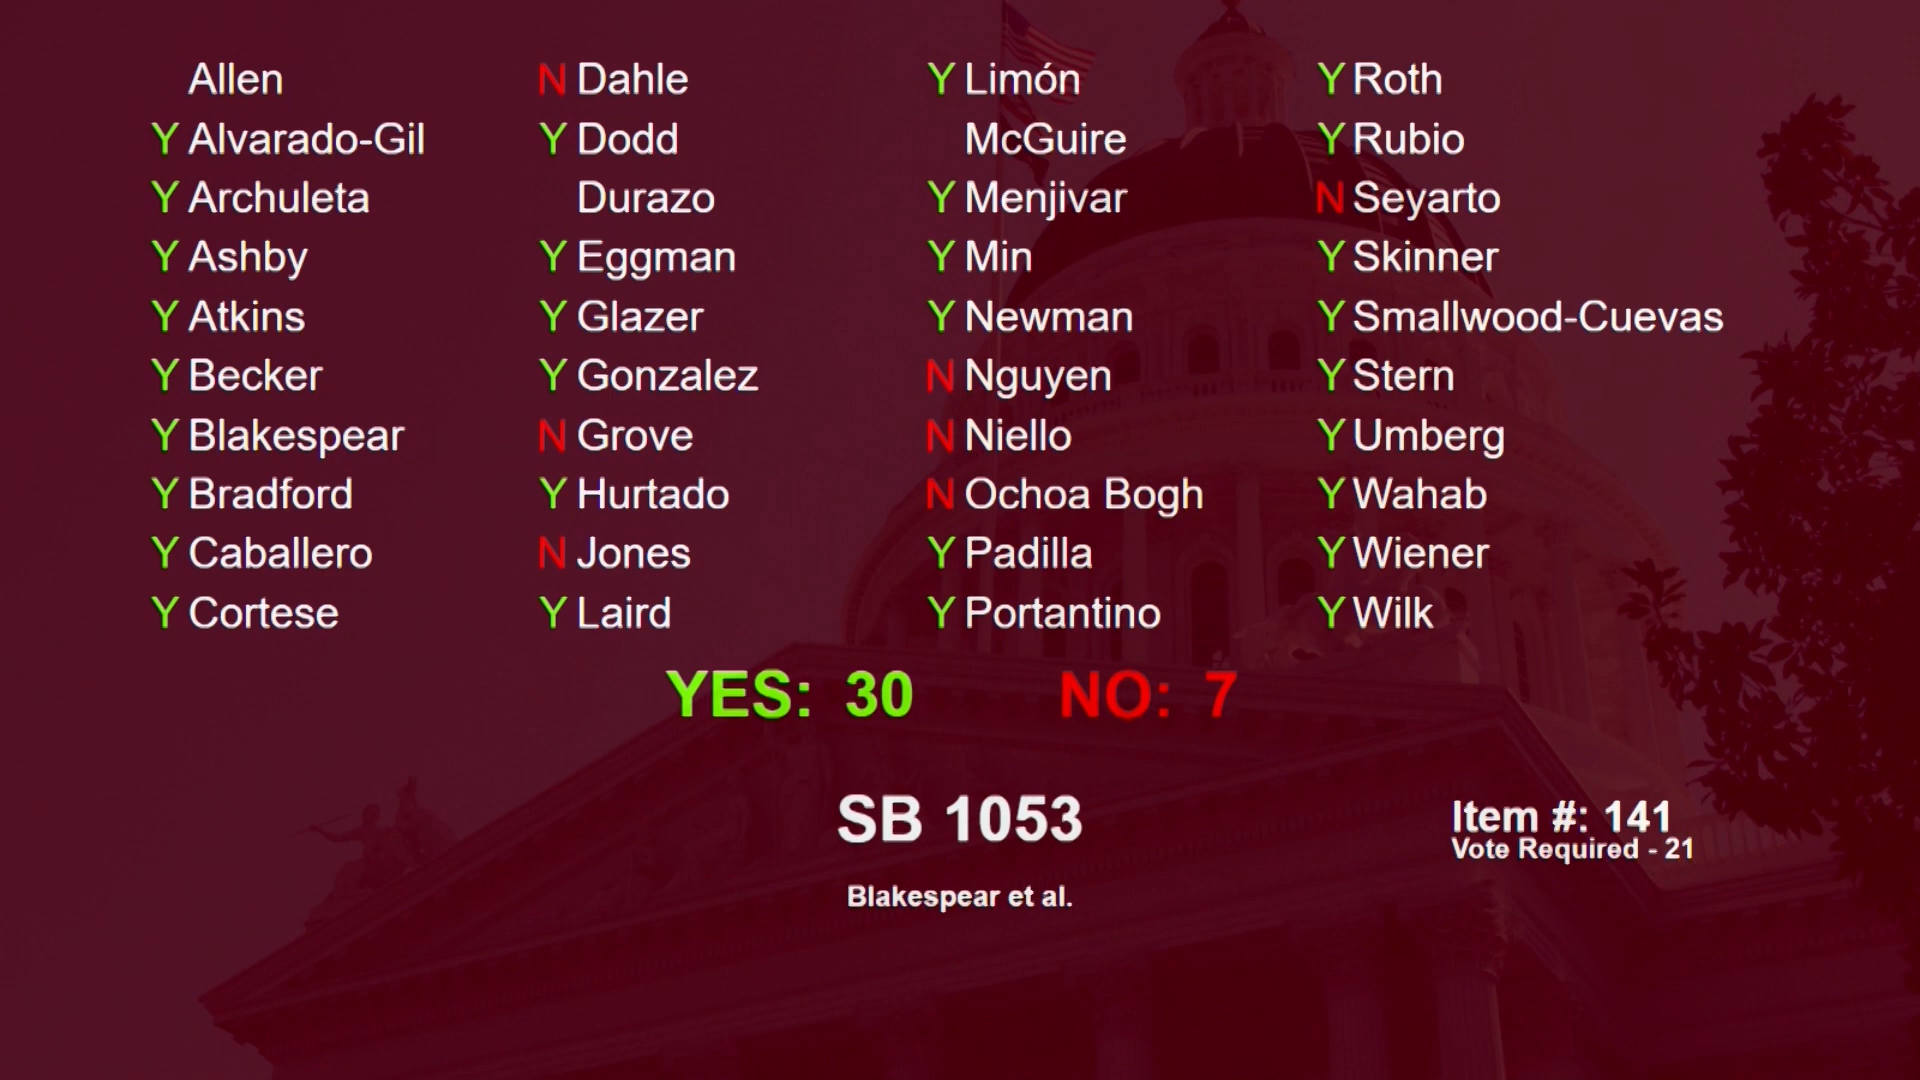 Allen
Y Alvarado-Gil
Y Archuleta
Y Ashby
Y Atkins
Y Becker
Y Blakespear
Y Bradford
Y Caballero
Y Cortese
N Dahle
Y Dodd
Durazo
Y Eggman
Y Glazer
Y Gonzalez
N Grove
Y Hurtado
N Jones
Y Laird
Y Limón
McGuire
Y Menjivar
Y Min
Y Newman
N Nguyen
N Niello
N Ochoa Bogh
Y Padilla
Y Portantino
Y Roth
Y Rubio
N Seyarto
Y Skinner
Y Smallwood-Cuevas
Y Stern
Y Umberg
Y Wahab
Y Wiener
Y Wilk
YES: 30 NO: 7
SB 1053
Blakespear et al.
Item #: 141
Vote Required - 21